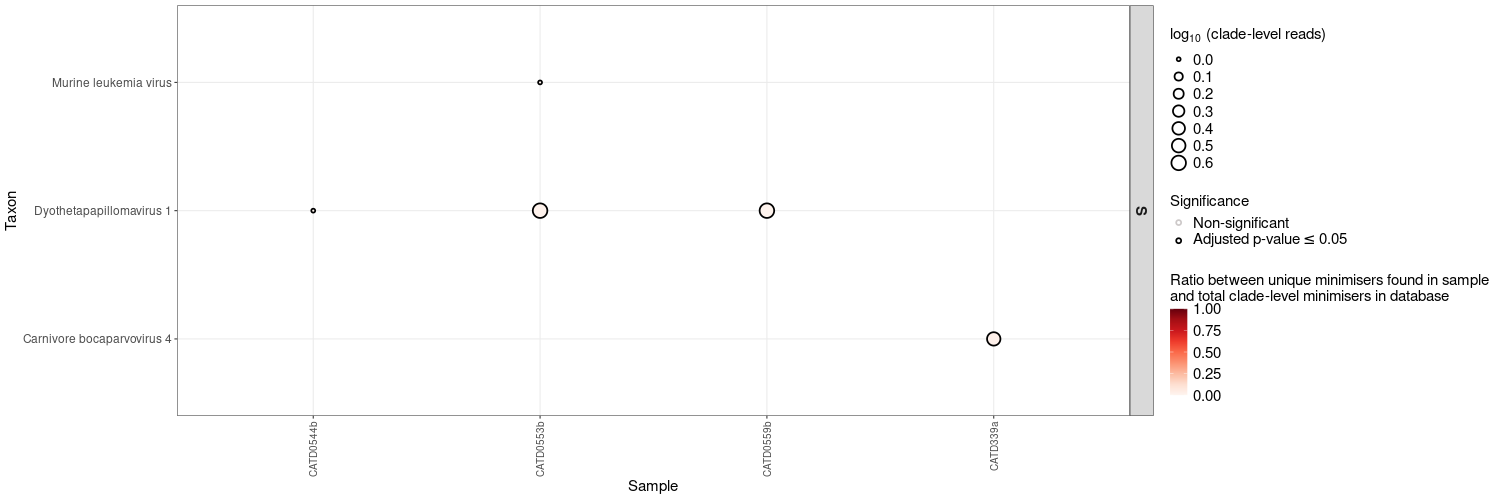 Taxon
Murine leukemia virus
Dyothetapapillomavirus 1
Carnivore bocaparvovirus 4
CATD0544b
CATD0553b
CATD0559b
CATD339a
Sample
S
log10 (clade-level reads)
0.0
0.1
0.2
0.3
0.4
0.5
0.6
Significance
Non-significant
Adjusted p-value ≤ 0.05
Ratio between unique minimisers found in sample
and total clade-level minimisers in database
1.00
0.75
0.50
0.25
0.00